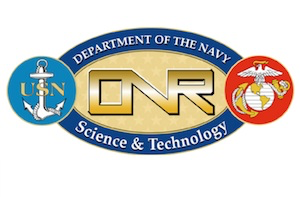 DEPARTMENT OF THE NAVY
USN
ONR
Science & Technology